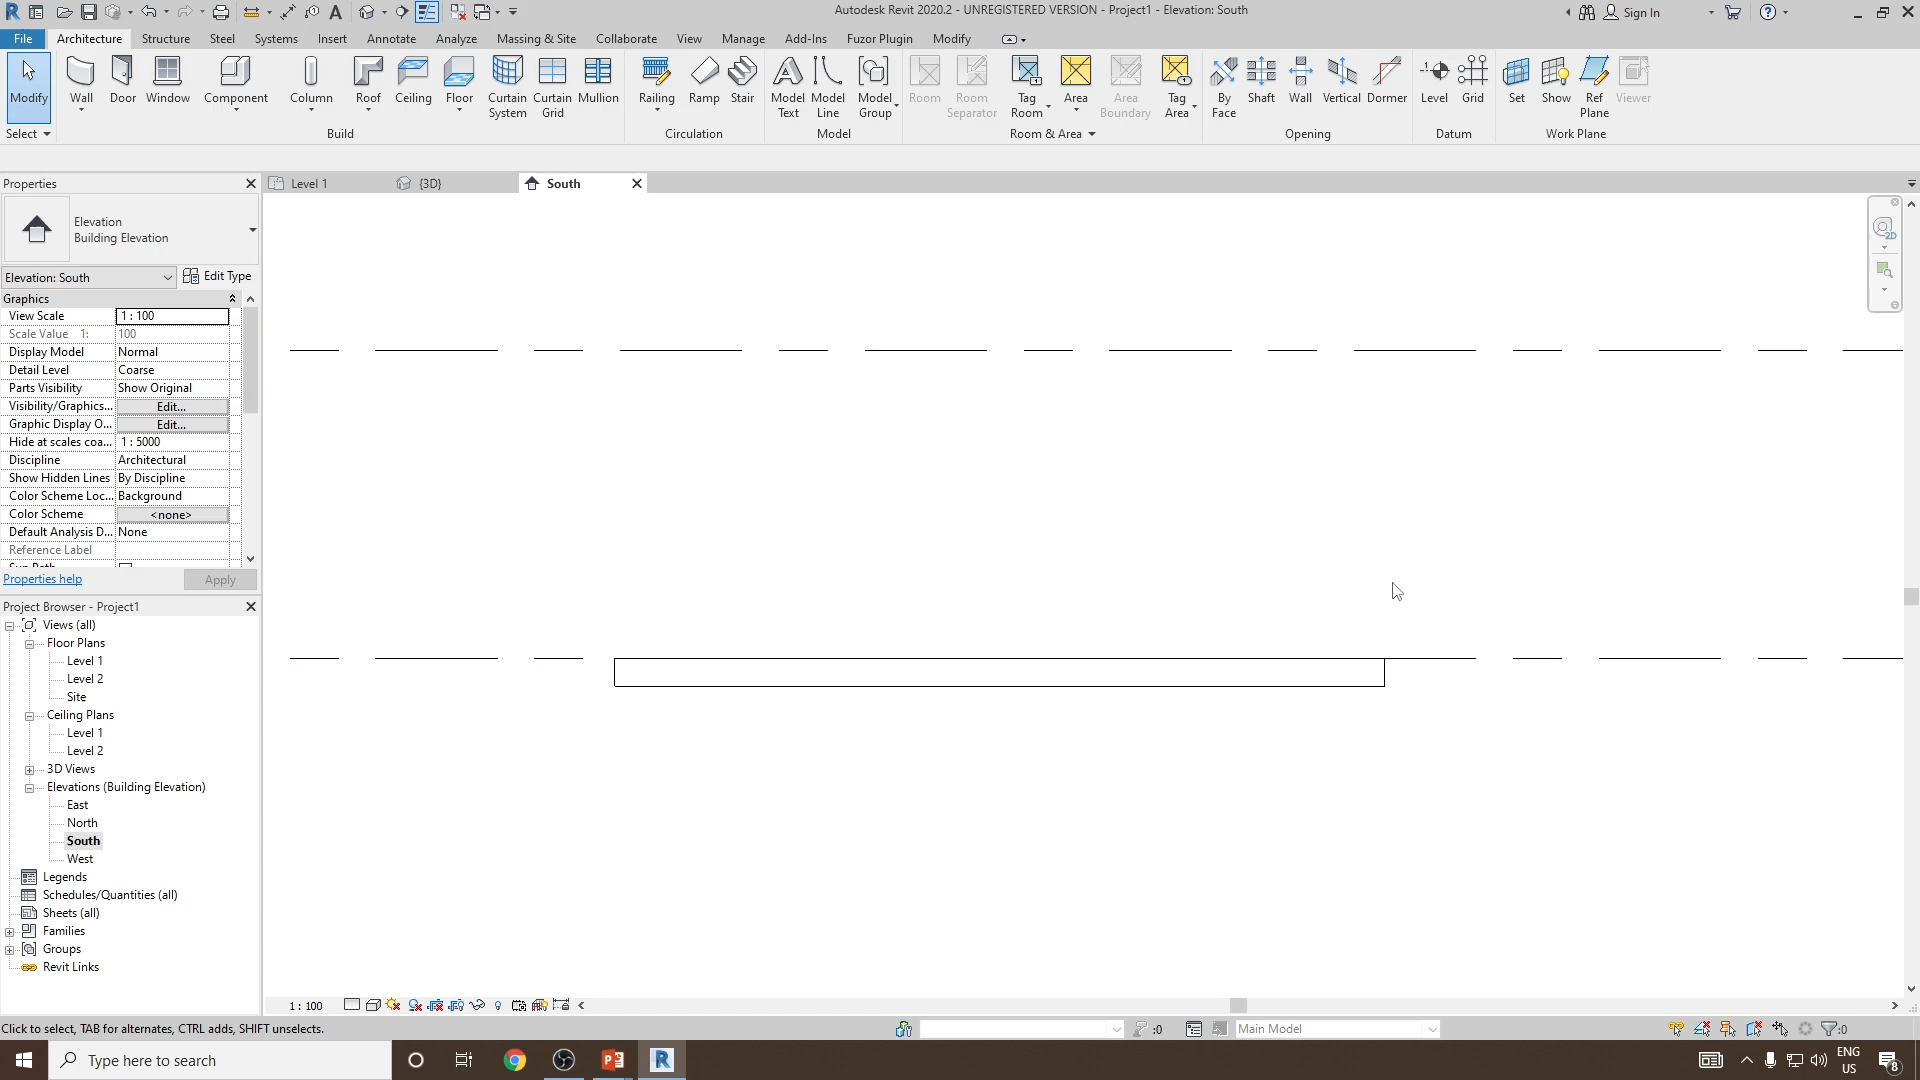 Autodesk Revit 2020.2 - UNREGISTERED VERSION - Project1 - Elevation: South
Sign In
File Architecture Structure Steel Systems Insert Annotate Analyze Massing & Site Collaborate View Manage Add-Ins Fuzor Plugin Modify
Modify Wall Door Window Component Column Roof Ceiling Floor Curtain System Curtain Grid Mullion Railing Ramp Stair Model Text Model Line Model Group Room Room Separator Tag Room Area Area Boundary Tag Area By Face Shaft Wall Vertical Dormer Level Grid Set Show Ref Plane Viewer
Select Build Circulation Model Room & Area Opening Datum Work Plane
Properties
Level 1 {3D} South
Elevation
Building Elevation
Elevation: South Edit Type
Graphics
View Scale 1 : 100
Scale Value 1: 100
Display Model Normal
Detail Level Coarse
Parts Visibility Show Original
Visibility/Graphics... Edit...
Graphic Display O... Edit...
Hide at scales coa... 1 : 5000
Discipline Architectural
Show Hidden Lines By Discipline
Color Scheme Loc... Background
Color Scheme <none>
Default Analysis D... None
Reference Label
Properties help Apply
Project Browser - Project1
Views (all)
Floor Plans
Level 1
Level 2
Site
Ceiling Plans
Level 1
Level 2
3D Views
Elevations (Building Elevation)
East
North
South
West
Legends
Schedules/Quantities (all)
Sheets (all)
Families
Groups
Revit Links
2D
1 : 100
Click to select, TAB for alternates, CTRL adds, SHIFT unselects.
:0
Main Model
:0
Type here to search
ENG
US
8